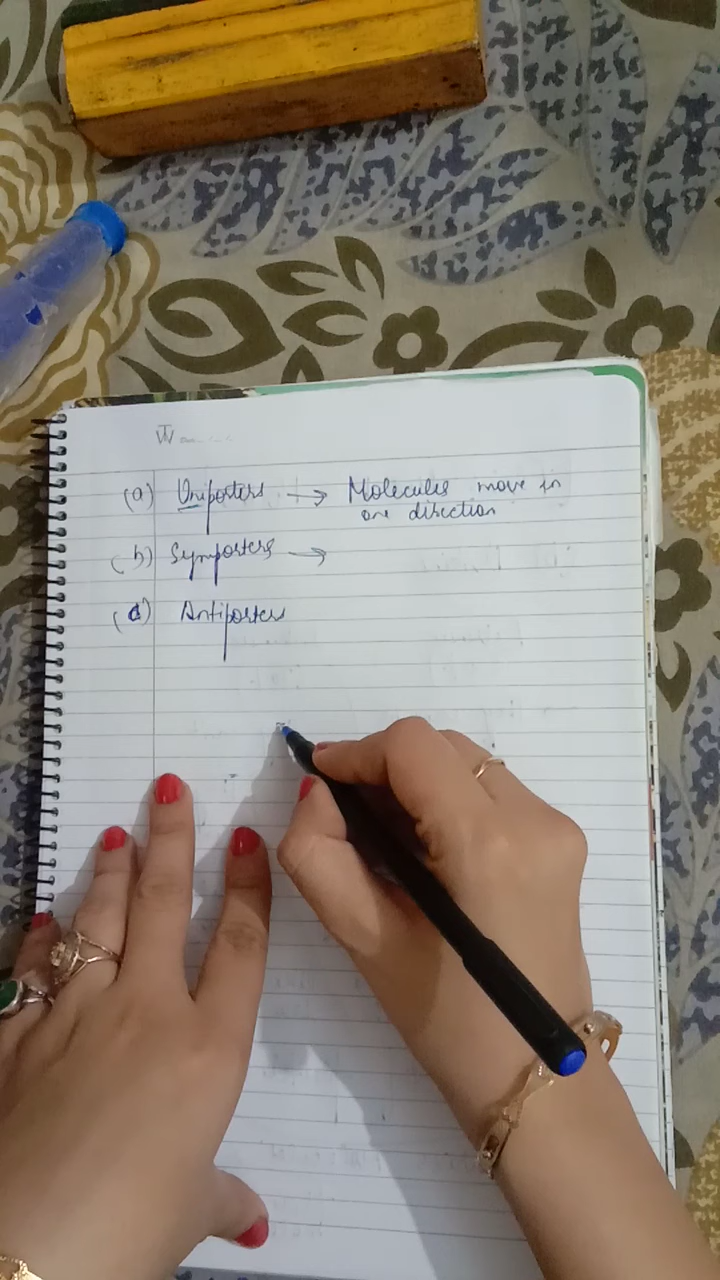 (a) Uniporters → Molecules move in
one direction
(b) Symporters →
(c) Antiporters